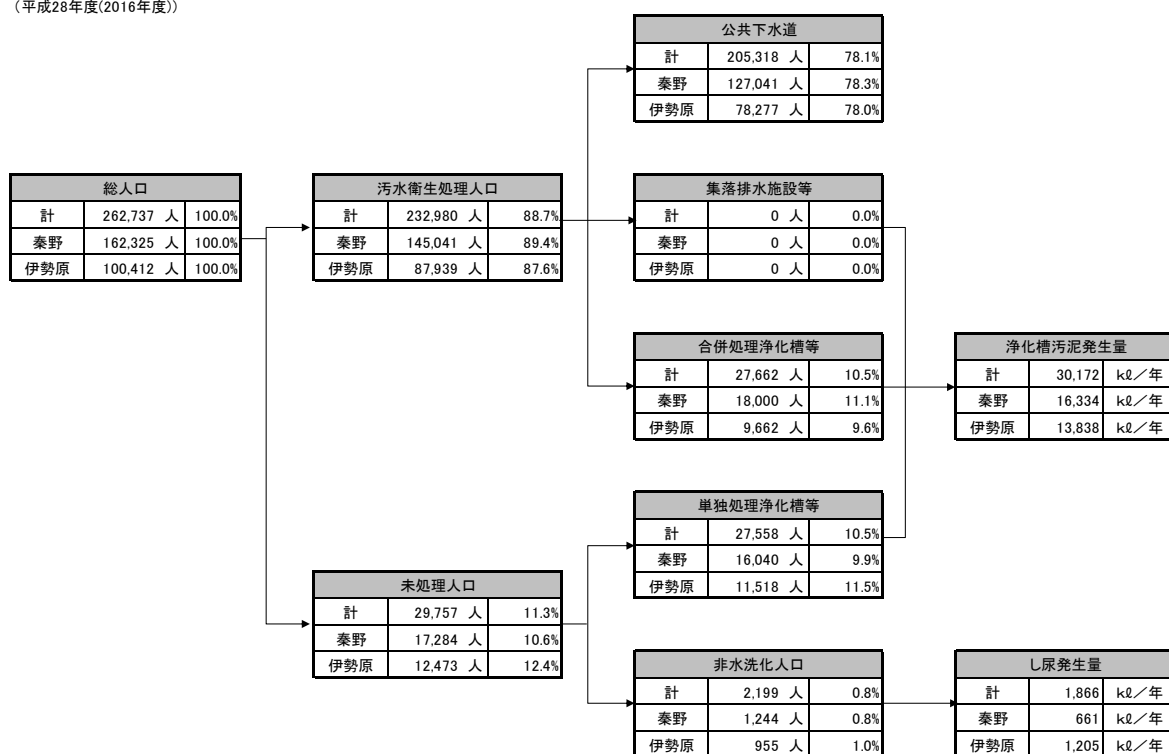 （平成28年度(2016年度)）
公共下水道
計 205,318 人 78.1%
秦野 127,041 人 78.3%
伊勢原 78,277 人 78.0%
総人口
計 262,737 人 100.0%
秦野 162,325 人 100.0%
伊勢原 100,412 人 100.0%
汚水衛生処理人口
計 232,980 人 88.7%
秦野 145,041 人 89.4%
伊勢原 87,939 人 87.6%
集落排水施設等
計 0 人 0.0%
秦野 0 人 0.0%
伊勢原 0 人 0.0%
合併処理浄化槽等
計 27,662 人 10.5%
秦野 18,000 人 11.1%
伊勢原 9,662 人 9.6%
浄化槽汚泥発生量
計 30,172 kℓ／年
秦野 16,334 kℓ／年
伊勢原 13,838 kℓ／年
単独処理浄化槽等
計 27,558 人 10.5%
秦野 16,040 人 9.9%
伊勢原 11,518 人 11.5%
未処理人口
計 29,757 人 11.3%
秦野 17,284 人 10.6%
伊勢原 12,473 人 12.4%
非水洗化人口
計 2,199 人 0.8%
秦野 1,244 人 0.8%
伊勢原 955 人 1.0%
し尿発生量
計 1,866 kℓ／年
秦野 661 kℓ／年
伊勢原 1,205 kℓ／年